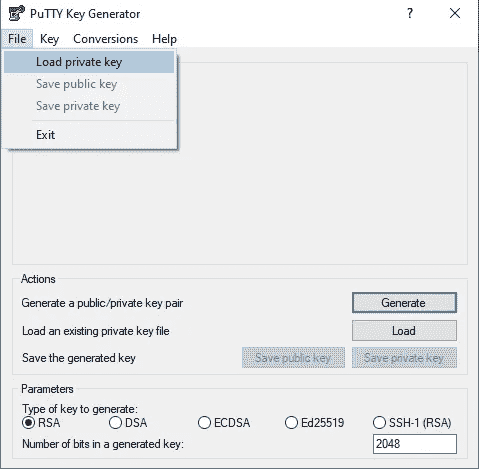 PuTTY Key Generator
? ×
File Key Conversions Help
Load private key
Save public key
Save private key
Exit
Actions
Generate a public/private key pair Generate
Load an existing private key file Load
Save the generated key Save public key Save private key
Parameters
Type of key to generate:
RSA DSA ECDSA Ed25519 SSH-1 (RSA)
Number of bits in a generated key: 2048